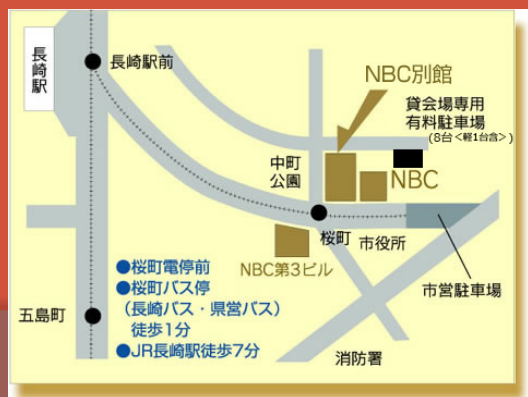 長崎駅
長崎駅前
NBC別館
貸会場専用
有料駐車場
(8台<軽1台含>)
中町
公園
NBC
桜町
市役所
NBC第3ビル
市営駐車場
五島町
●桜町電停前
●桜町バス停
(長崎バス・県営バス)
徒歩1分
●JR長崎駅徒歩7分
消防署